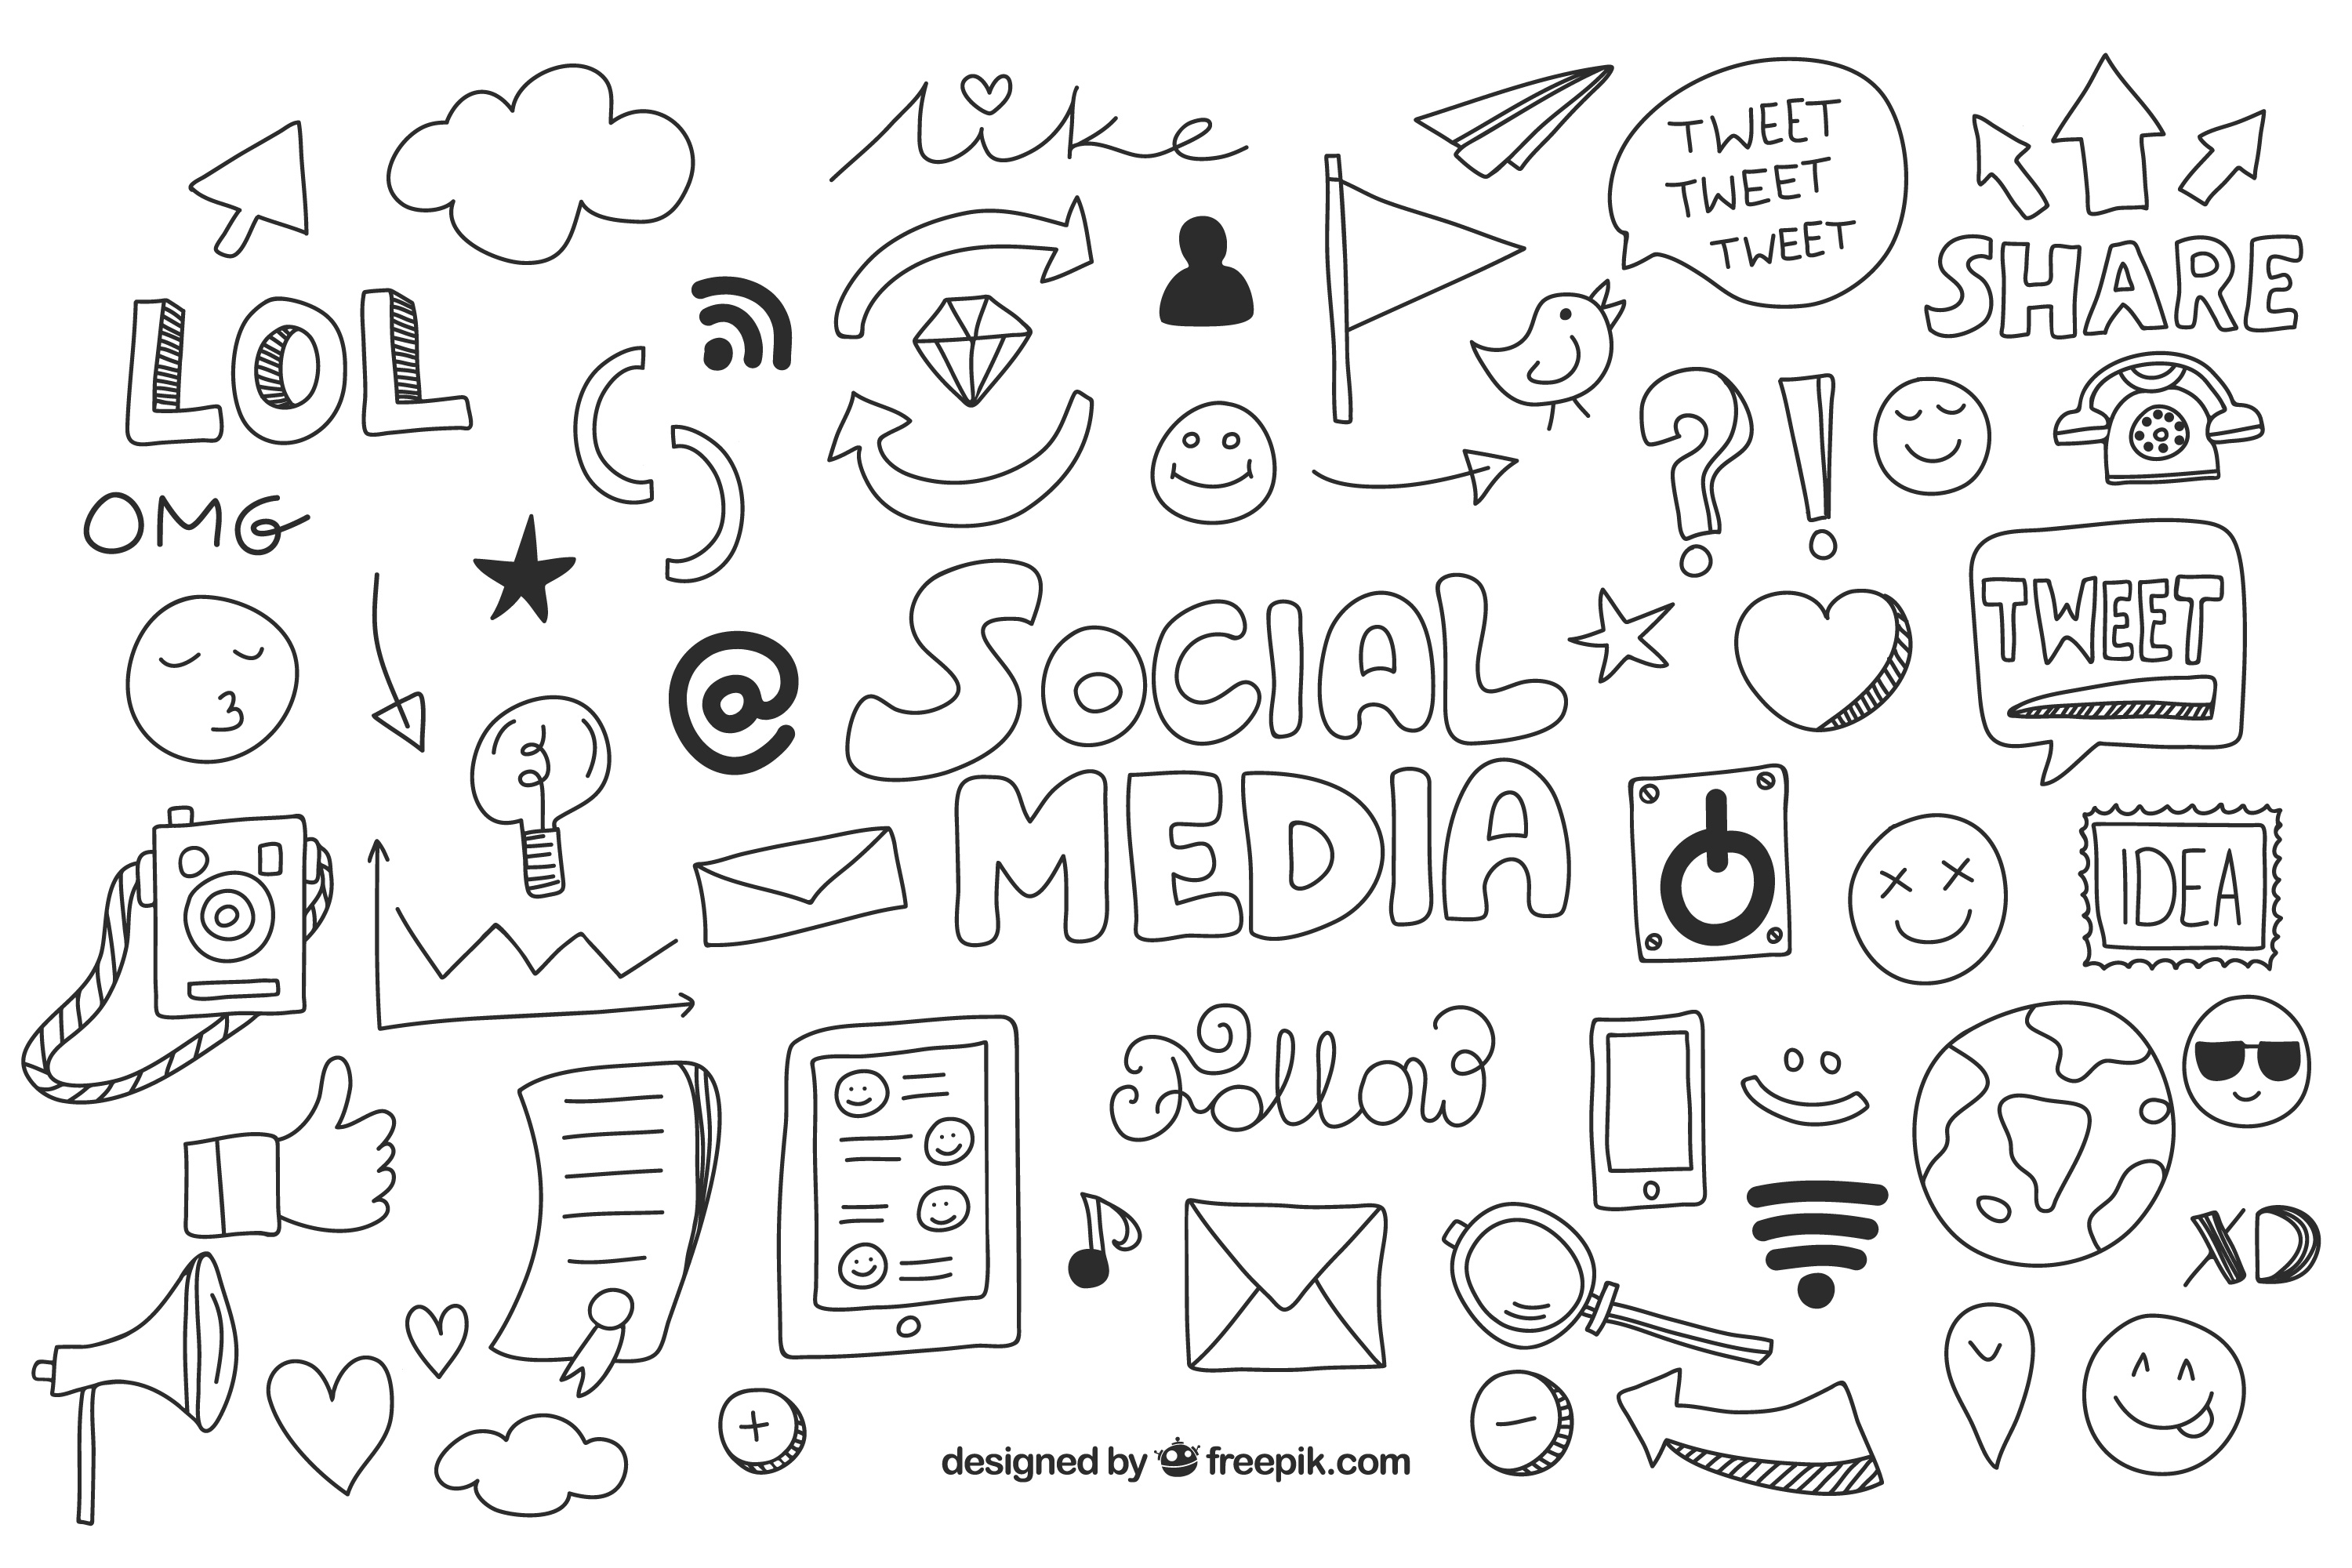 like
TWEET
TWEET
TWEET
SHARE
LOL
?
!
OMG
@
SOCIAL
MEDIA
TWEET
IDEA
Follow
XD
+
-
designed by freepik.com